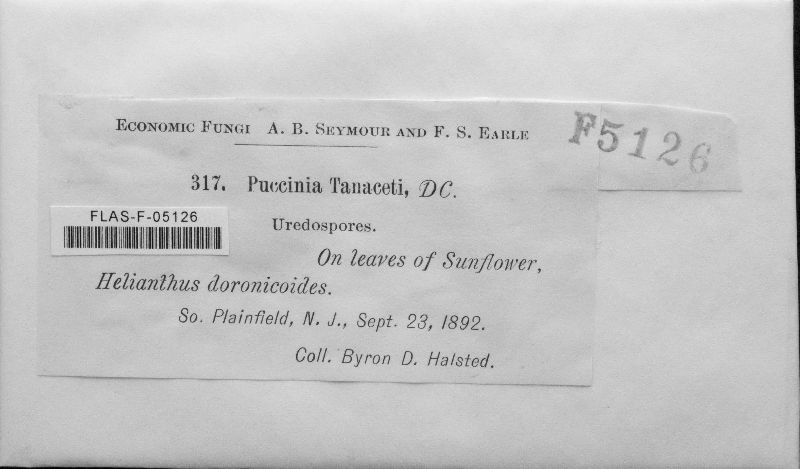 Economic Fungi A. B. Seymour and F. S. Earle
F5126
317. Puccinia Tanaceti, DC.
FLAS-F-05126
Uredospores.
On leaves of Sunflower,
Helianthus doronicoides.
So. Plainfield, N. J., Sept. 23, 1892.
Coll. Byron D. Halsted.